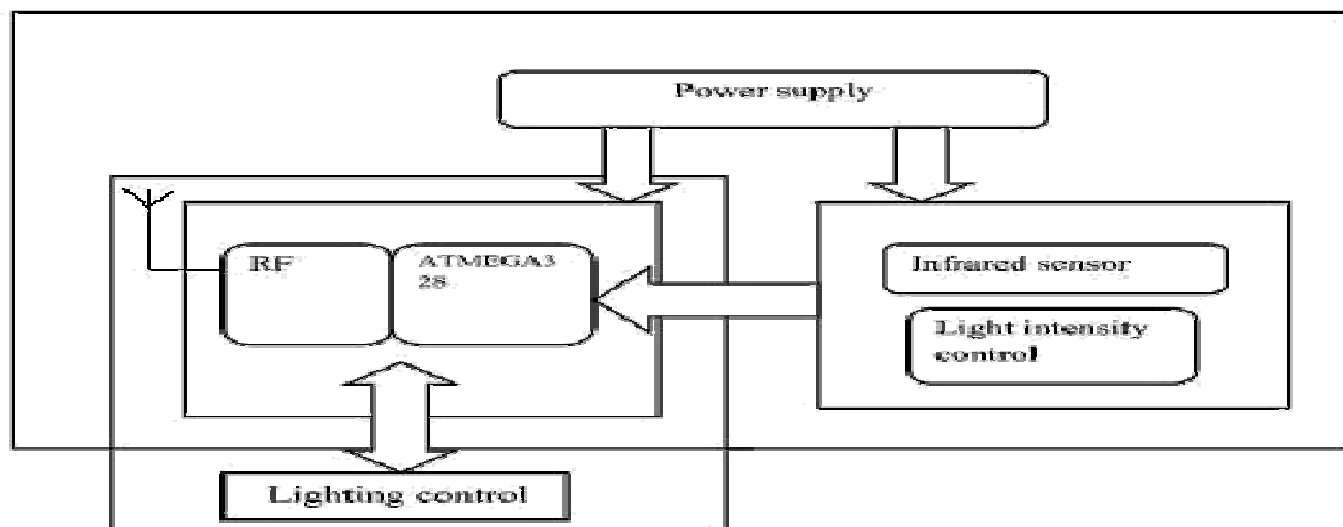 Power supply
RF
ATMEGA3
28
Infrared sensor
Light intensity
control
Lighting control